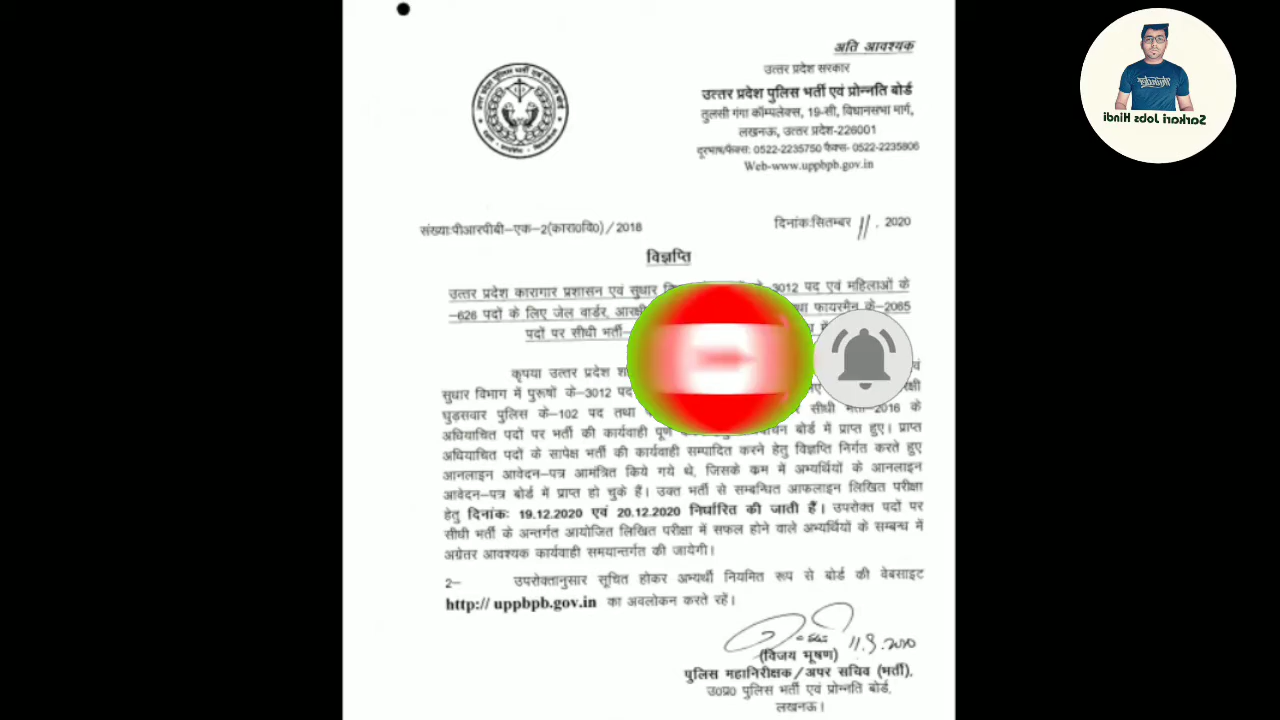 अति आवश्यक
उत्तर प्रदेश सरकार
उत्तर प्रदेश पुलिस भर्ती एवं प्रोन्नति बोर्ड
तुलसी गंगा कॉम्पलेक्स, 19-सी, विधानसभा मार्ग,
लखनऊ, उत्तर प्रदेश-226001
दूरभाष/फैक्स: 0522-2235750 फैक्स- 0522-2235806
Web-www.uppbpb.gov.in
Sarkari Jobs Hindi
संख्या:पीआरपीबी-एक-2(कारा0वि0)/2018
दिनांक:सितम्बर 11, 2020
विज्ञप्ति
उत्तर प्रदेश कारागार प्रशासन एवं सुधार -3012 पद एवं महिलाओं के
-626 पदों के लिए जेल वार्डर, आरक्षी तथा फायरमैन के-2065
पदों पर सीधी भर्ती-
कृपया उत्तर प्रदेश
सुधार विभाग में पुरूषों के-3012 पद
घुड़सवार पुलिस के-102 पद तथा सीधी भर्ती-2016 के
अधियाचित पदों पर भर्ती की कार्यवाही पूर्ण बोर्ड में प्राप्त हुए। प्राप्त
अधियाचित पदों के सापेक्ष भर्ती की कार्यवाही सम्पादित करने हेतु विज्ञप्ति निर्गत करते हुए
आनलाइन आवेदन-पत्र आमंत्रित किये गये थे, जिसके क्रम में अभ्यर्थियों के आनलाइन
आवेदन-पत्र बोर्ड में प्राप्त हो चुके हैं। उक्त भर्ती से सम्बन्धित आफलाइन लिखित परीक्षा
हेतु दिनांक: 19.12.2020 एवं 20.12.2020 निर्धारित की जाती हैं। उपरोक्त पदों पर
सीधी भर्ती के अन्तर्गत आयोजित लिखित परीक्षा में सफल होने वाले अभ्यर्थियों के सम्बन्ध में
अग्रेतर आवश्यक कार्यवाही समयान्तर्गत की जायेगी।
2- उपरोक्तानुसार सूचित होकर अभ्यर्थी नियमित रूप से बोर्ड की वेबसाइट
http:// uppbpb.gov.in का अवलोकन करते रहें।
11.9.2020
(विजय भूषण)
पुलिस महानिरीक्षक/अपर सचिव (भर्ती),
उ0प्र0 पुलिस भर्ती एवं प्रोन्नति बोर्ड,
लखनऊ।